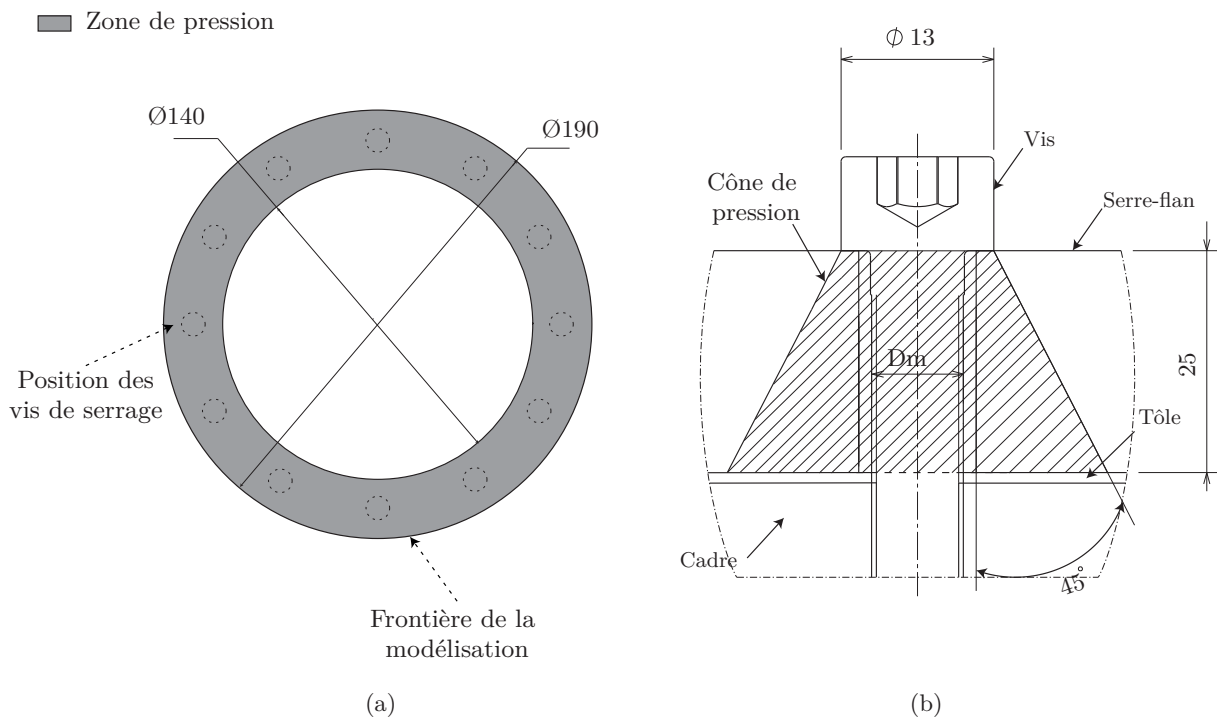 Zone de pression
Ø140
Ø190
Position des
vis de serrage
Frontière de la
modélisation
(a)
Φ 13
Vis
Cône de
pression
Serre-flan
Dm
25
Tôle
Cadre
45°
(b)